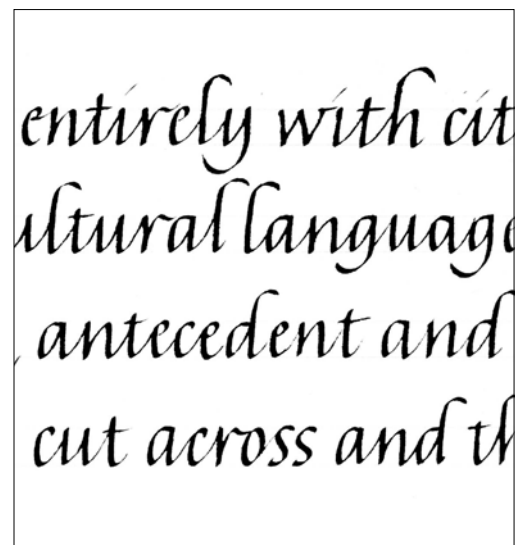 entirely with cit
ultural language
, antecedent and
cut across and th